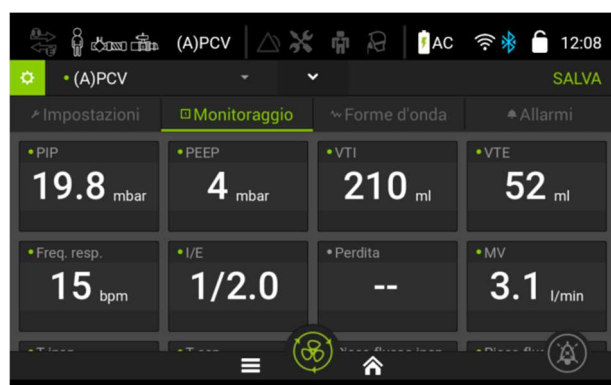 (A)PCV AC 12:08
(A)PCV SALVA
Impostazioni Monitoraggio Forme d'onda Allarmi
PIP PEEP VTI VTE
19.8 mbar 4 mbar 210 ml 52 ml
Freq. resp. I/E Perdita MV
15 bpm 1/2.0 -- 3.1 l/min